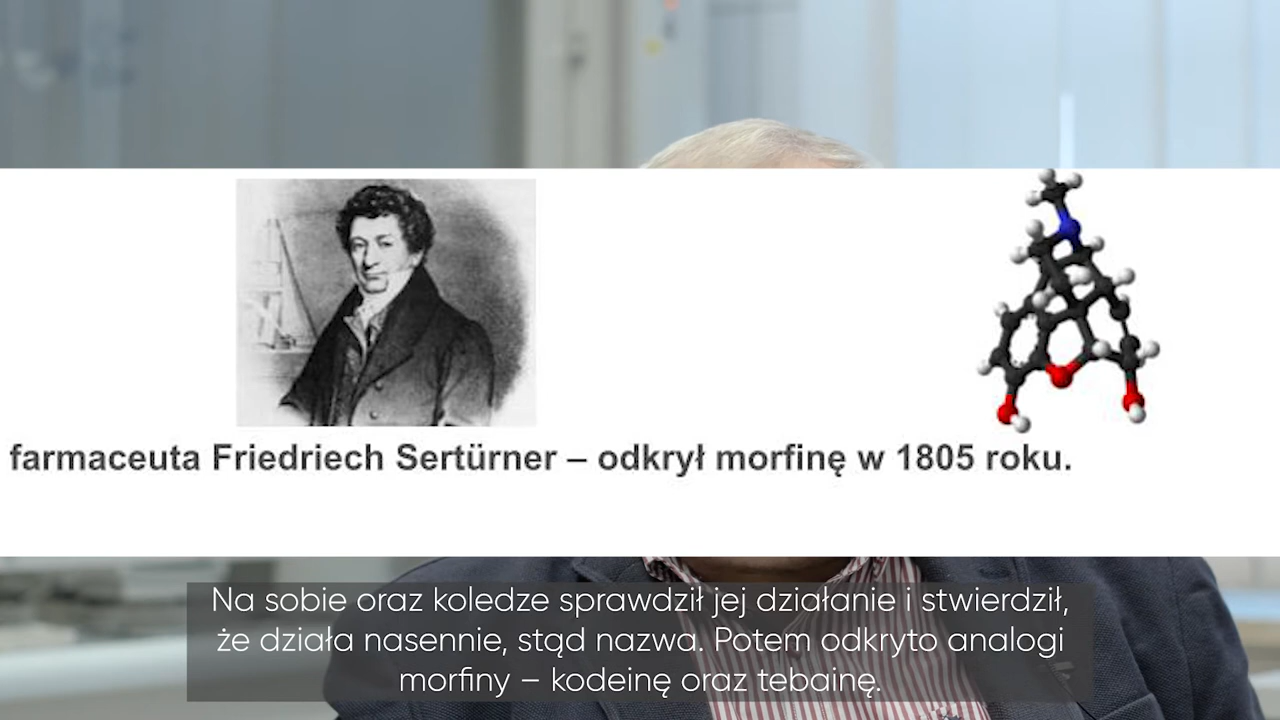 farmaceuta Friedriech Sertürner – odkrył morfinę w 1805 roku.
Na sobie oraz koledze sprawdził jej działanie i stwierdził,
że działa nasennie, stąd nazwa. Potem odkryto analogi
morfiny – kodeinę oraz tebainę.